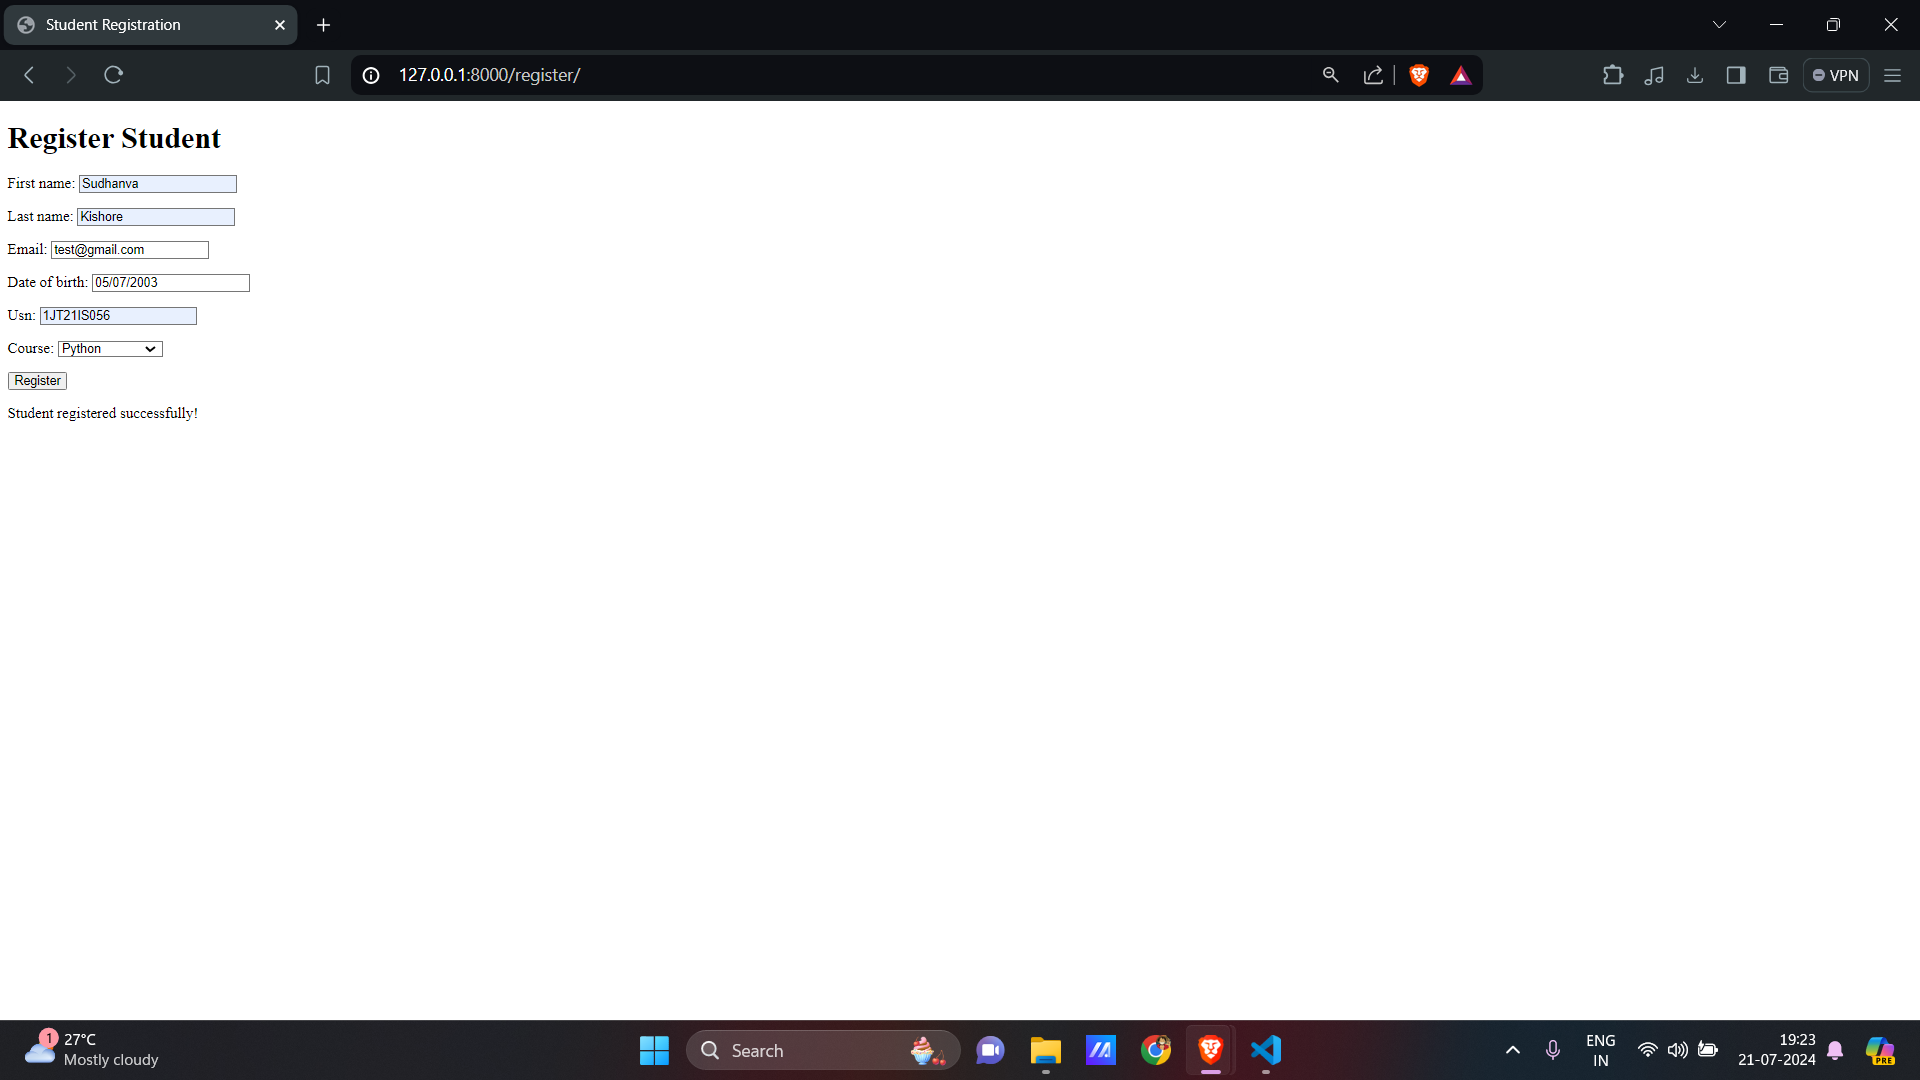 Student Registration
127.0.0.1:8000/register/
VPN
Register Student
First name: Sudhanva
Last name: Kishore
Email: test@gmail.com
Date of birth: 05/07/2003
Usn: 1JT21IS056
Course: Python
Register
Student registered successfully!
1
27°C
Mostly cloudy
Search
ENG
IN
19:23
21-07-2024
PRE